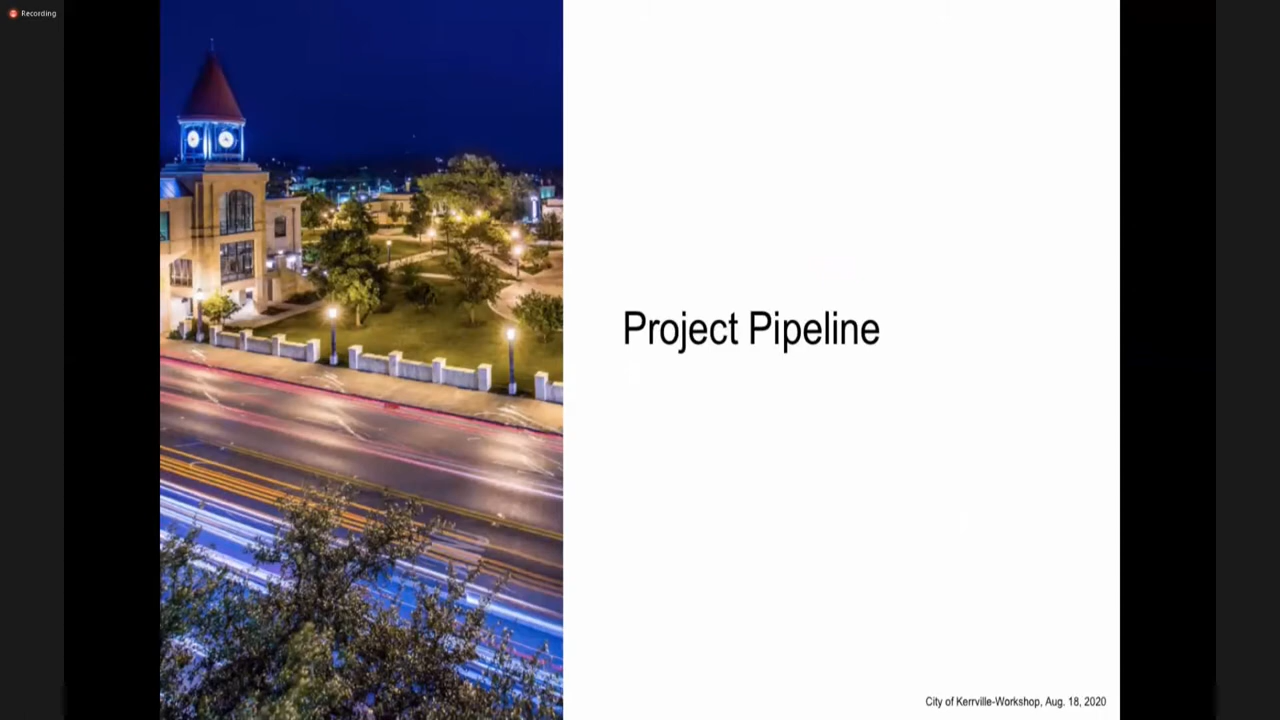 Recording
Project Pipeline
City of Kerrville-Workshop, Aug. 18, 2020